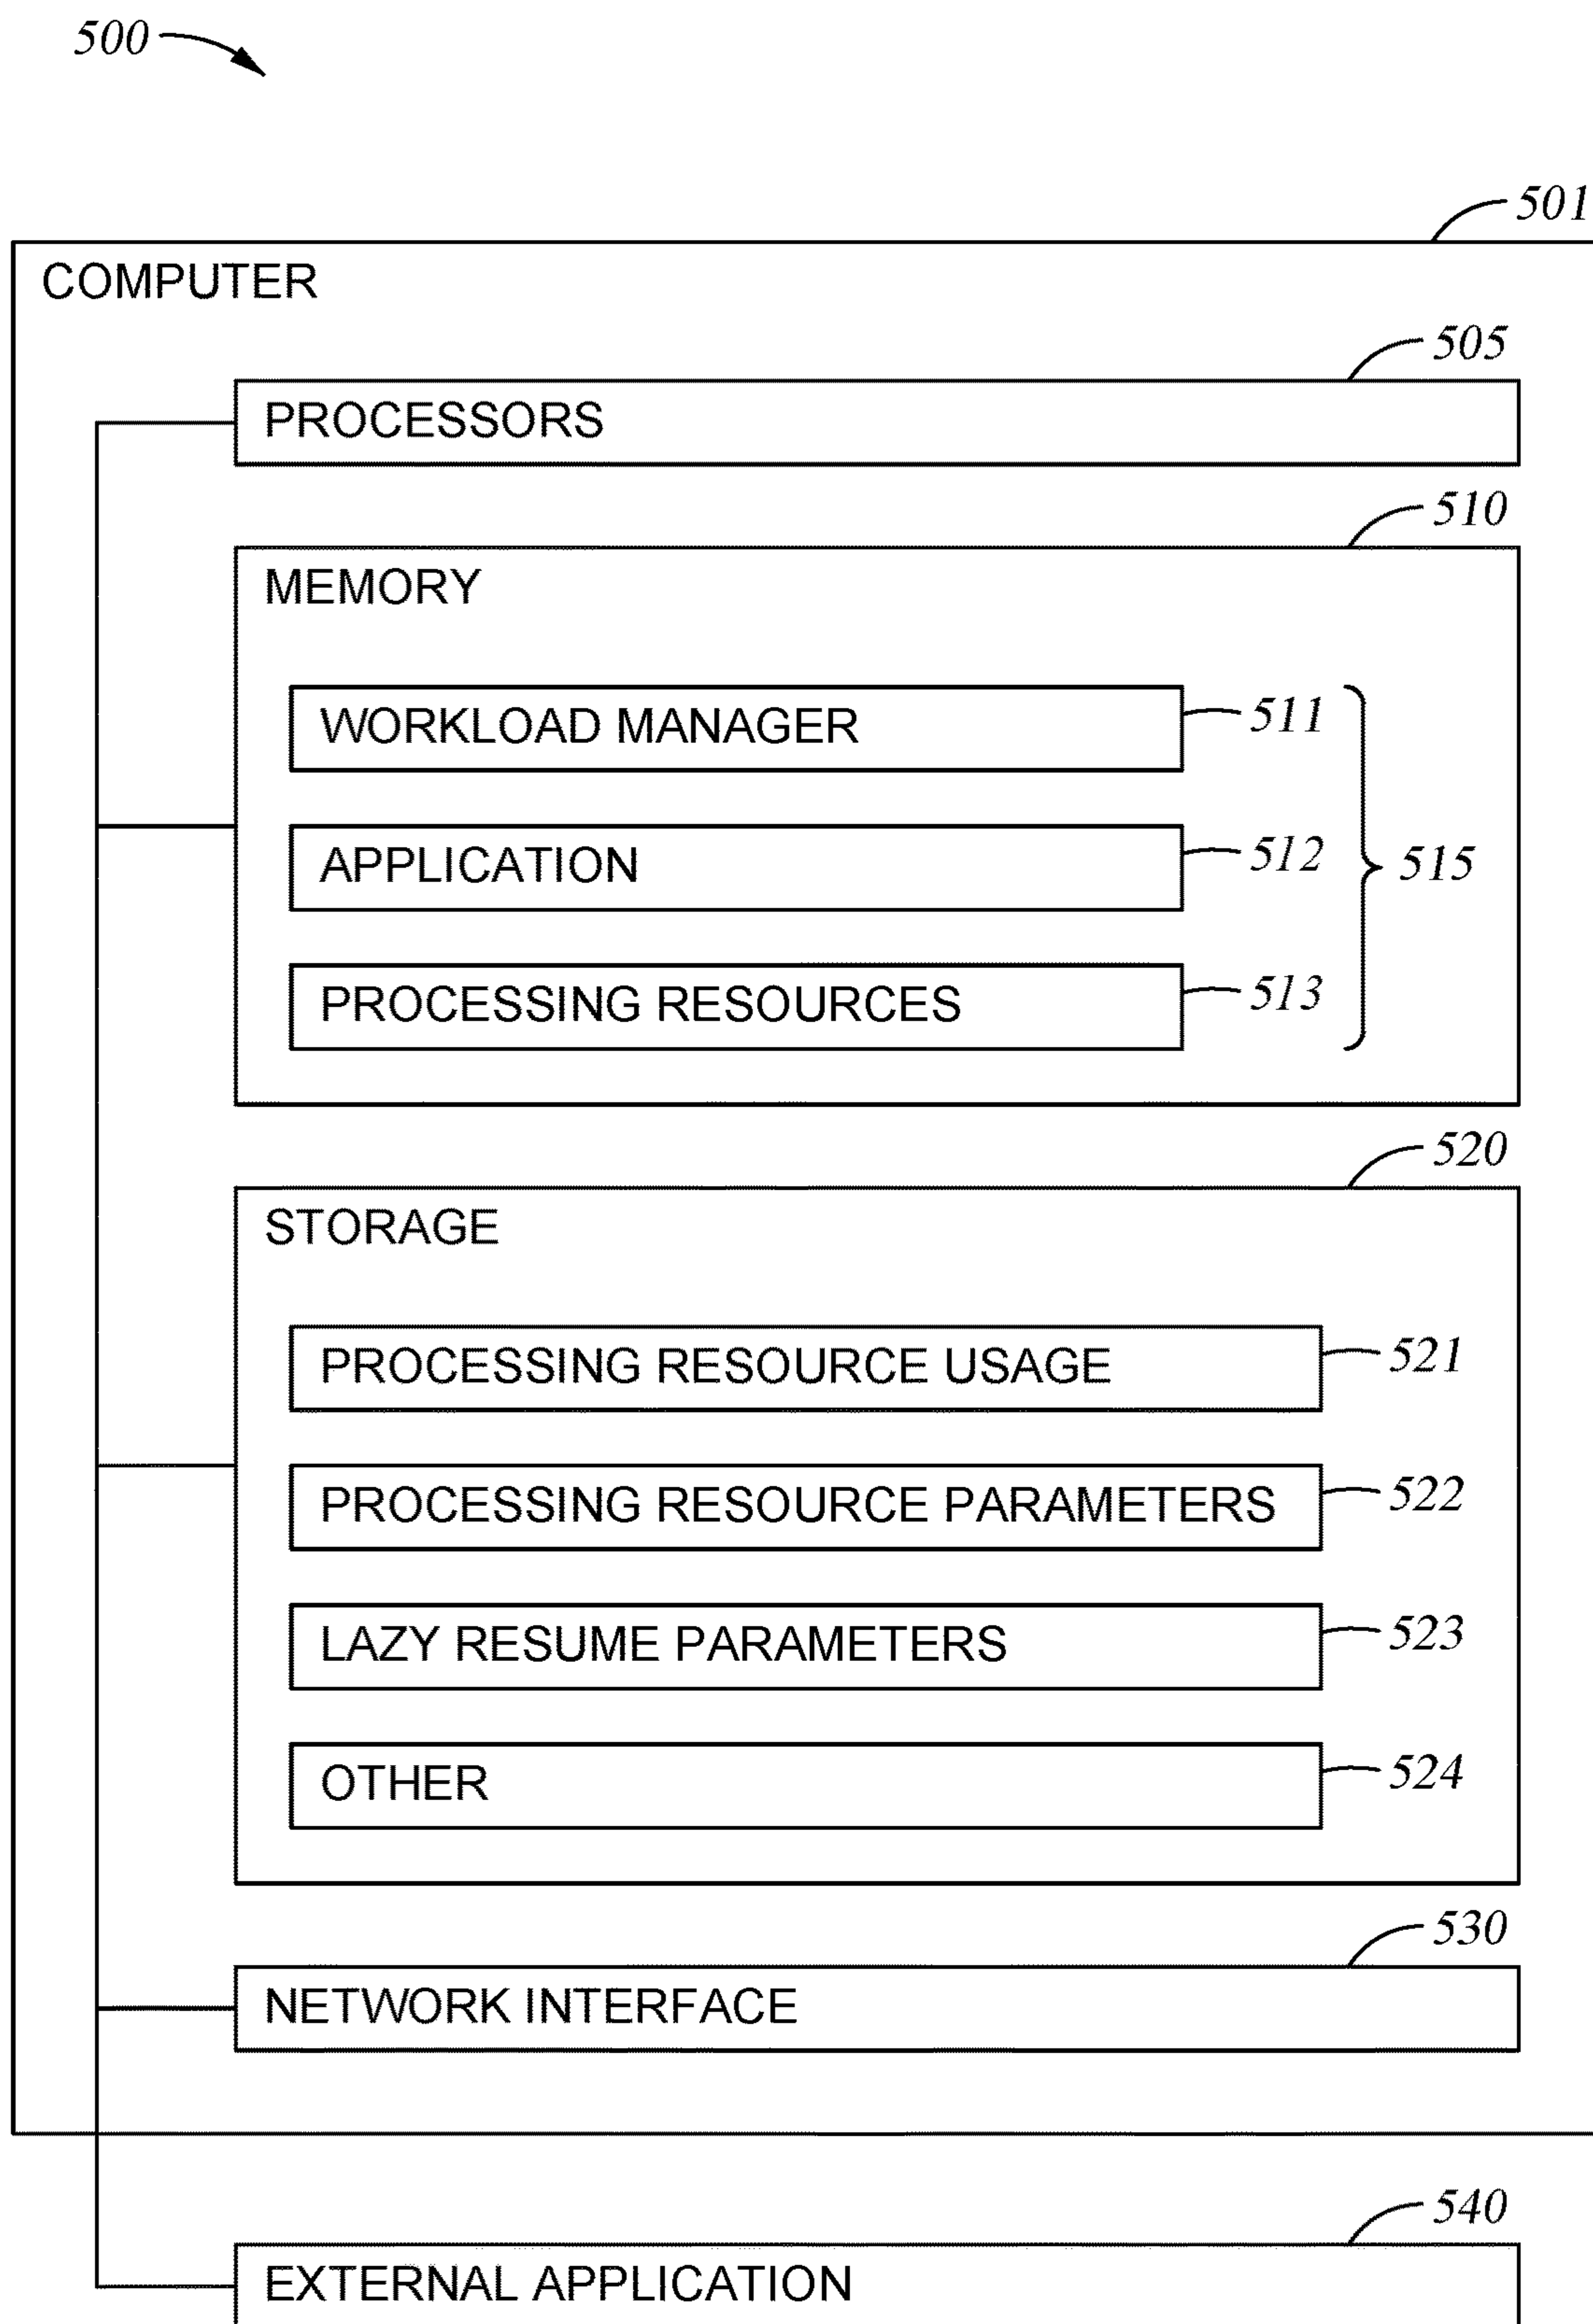 500
501
COMPUTER
505
PROCESSORS
510
MEMORY
WORKLOAD MANAGER 511
APPLICATION 512 515
PROCESSING RESOURCES 513
520
STORAGE
PROCESSING RESOURCE USAGE 521
PROCESSING RESOURCE PARAMETERS 522
LAZY RESUME PARAMETERS 523
OTHER 524
530
NETWORK INTERFACE
540
EXTERNAL APPLICATION